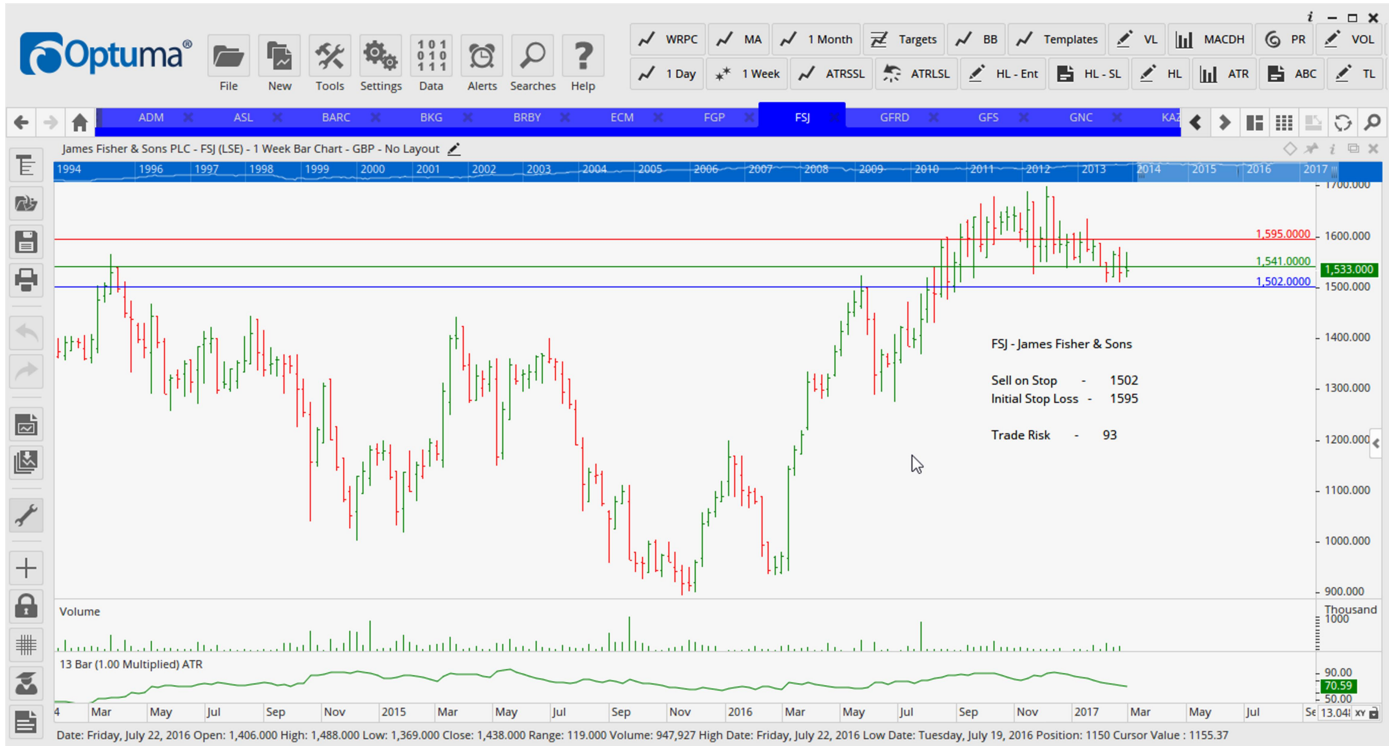 Optuma®
File
New
Tools
Settings
Data
Alerts
Searches
Help
WRPC
MA
1 Month
Targets
BB
Templates
VL
MACDH
PR
VOL
1 Day
1 Week
ATRSSL
ATRLSL
HL - Ent
HL - SL
HL
ATR
ABC
TL
ADM
ASL
BARC
BKG
BRBY
ECM
FGP
FSJ
GFRD
GFS
GNC
KAZ
James Fisher & Sons PLC - FSJ (LSE) - 1 Week Bar Chart - GBP - No Layout
1994 1996 1997 1998 1999 2000 2001 2002 2003 2004 2005 2006 2007 2008 2009 2010 2011 2012 2013 2014 2015 2016 2017
1700.000
1,595.0000
1600.000
1,541.0000
1,533.000
1,502.0000
1500.000
1400.000
FSJ - James Fisher & Sons
1300.000
Sell on Stop - 1502
Initial Stop Loss - 1595
Trade Risk - 93
1200.000
1100.000
1000.000
900.000
Volume
Thousand
1000
13 Bar (1.00 Multiplied) ATR
90.00
70.59
50.00
4 Mar May Jul Sep Nov 2015 Mar May Jul Sep Nov 2016 Mar May Jul Sep Nov 2017 Mar May Jul Se
13.04 XY
Date: Friday, July 22, 2016 Open: 1,406.000 High: 1,488.000 Low: 1,369.000 Close: 1,438.000 Range: 119.000 Volume: 947,927 High Date: Friday, July 22, 2016 Low Date: Tuesday, July 19, 2016 Position: 1150 Cursor Value : 1155.37